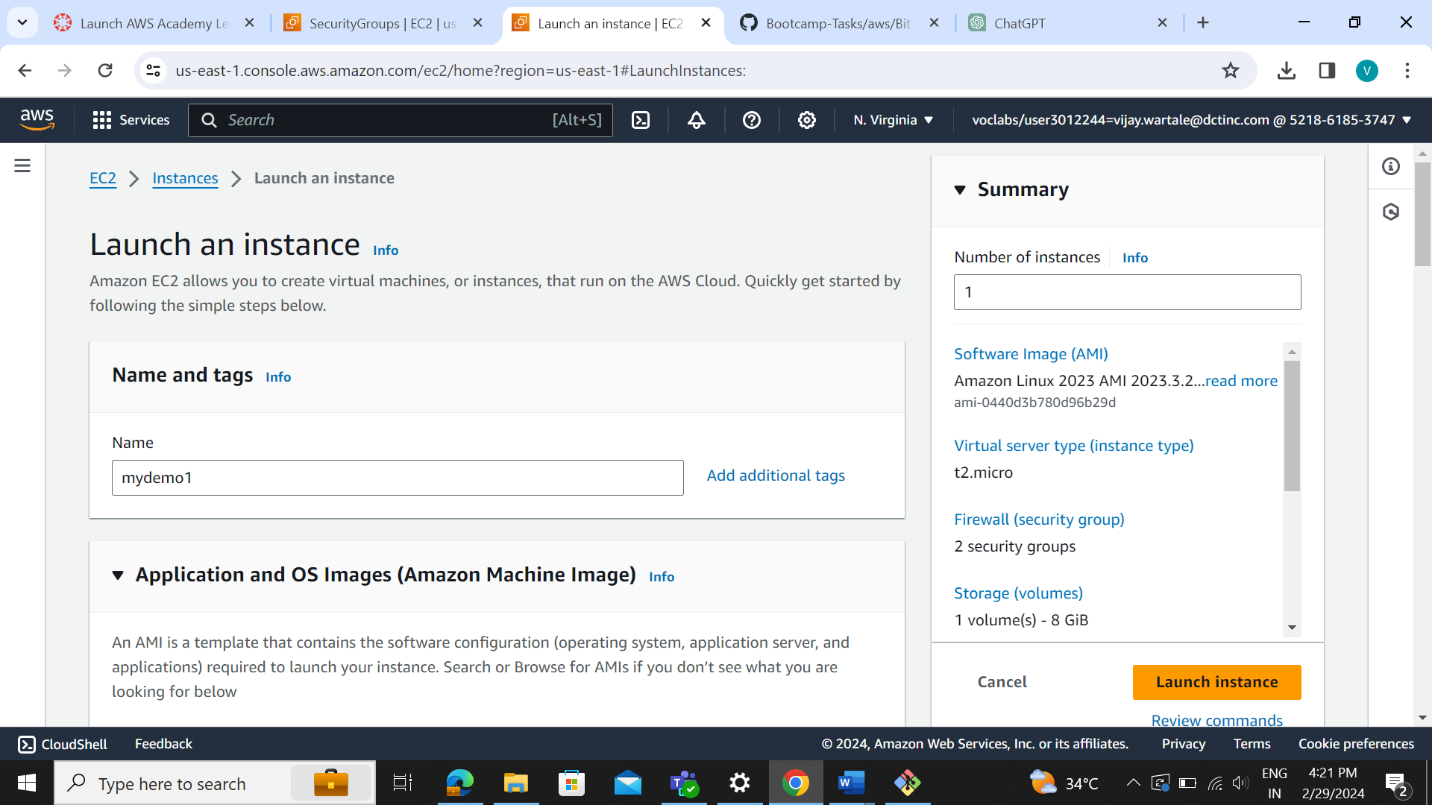 Launch AWS Academy Le
SecurityGroups | EC2 | us
Launch an instance | EC2
Bootcamp-Tasks/aws/Bit
ChatGPT
us-east-1.console.aws.amazon.com/ec2/home?region=us-east-1#LaunchInstances:
V
aws
Services
Search
[Alt+S]
N. Virginia
voclabs/user3012244=vijay.wartale@dctinc.com @ 5218-6185-3747
EC2
Instances
Launch an instance
Launch an instance Info
Amazon EC2 allows you to create virtual machines, or instances, that run on the AWS Cloud. Quickly get started by
following the simple steps below.
Name and tags Info
Name
mydemo1
Add additional tags
Application and OS Images (Amazon Machine Image) Info
An AMI is a template that contains the software configuration (operating system, application server, and
applications) required to launch your instance. Search or Browse for AMIs if you don't see what you are
looking for below
Summary
Number of instances
Info
1
Software Image (AMI)
Amazon Linux 2023 AMI 2023.3.2...read more
ami-0440d3b780d96b29d
Virtual server type (instance type)
t2.micro
Firewall (security group)
2 security groups
Storage (volumes)
1 volume(s) - 8 GiB
Cancel
Launch instance
Review commands
CloudShell
Feedback
© 2024, Amazon Web Services, Inc. or its affiliates.
Privacy
Terms
Cookie preferences
Type here to search
34°C
ENG
IN
4:21 PM
2/29/2024
2